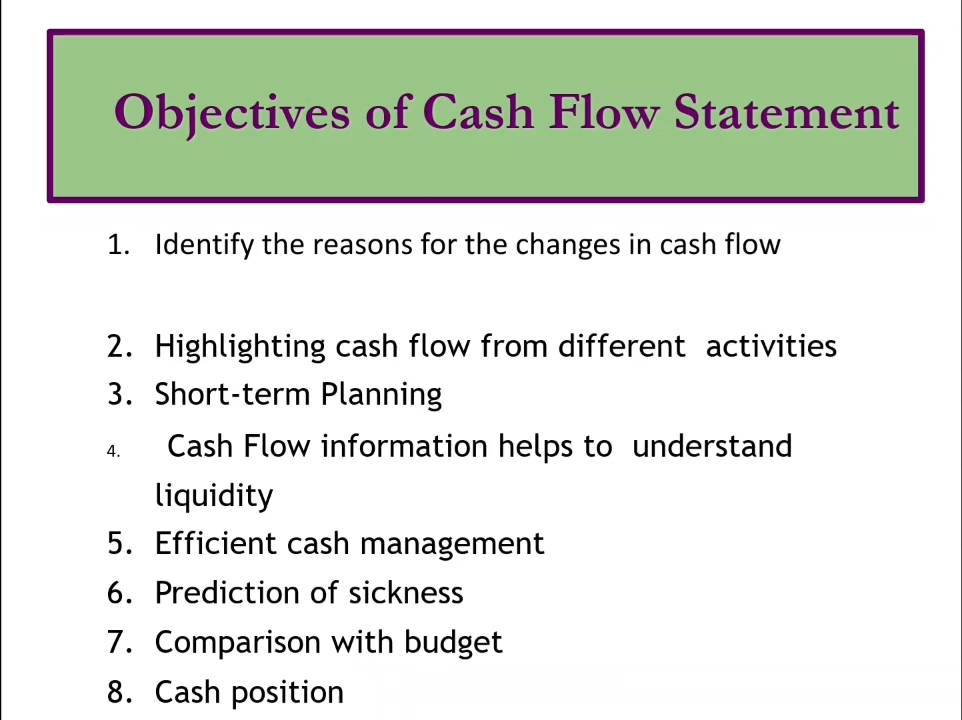 Objectives of Cash Flow Statement
1. Identify the reasons for the changes in cash flow
2. Highlighting cash flow from different activities
3. Short-term Planning
4. Cash Flow information helps to understand
liquidity
5. Efficient cash management
6. Prediction of sickness
7. Comparison with budget
8. Cash position